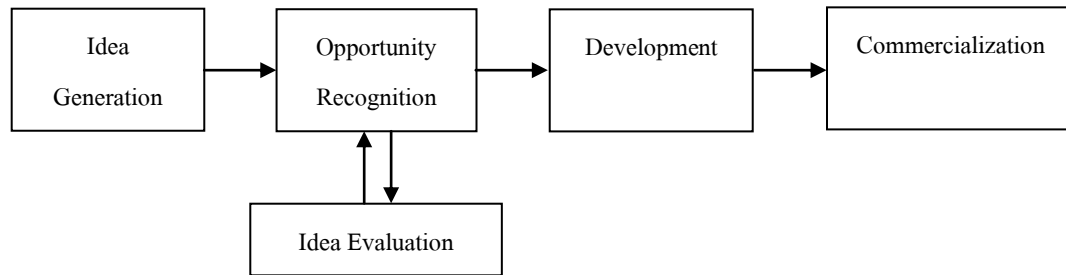 Idea
Generation
Opportunity
Recognition
Development
Commercialization
Idea Evaluation